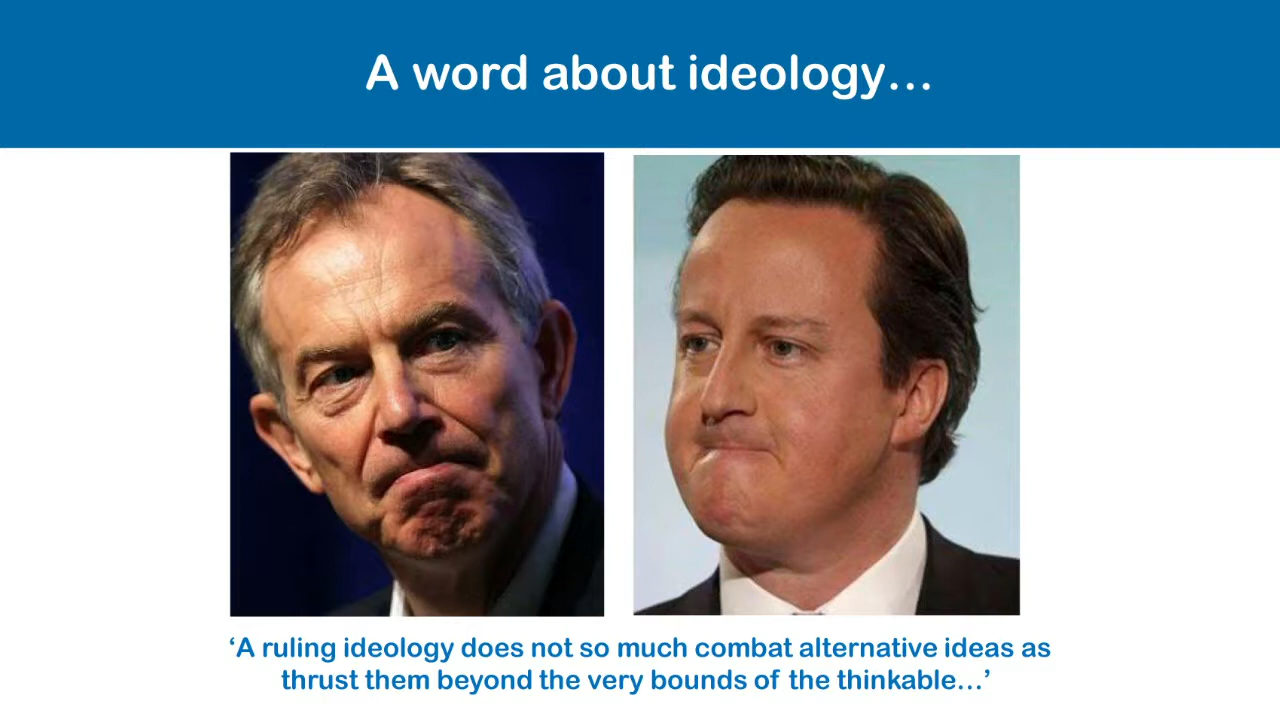 A word about ideology…
‘A ruling ideology does not so much combat alternative ideas as
thrust them beyond the very bounds of the thinkable…’